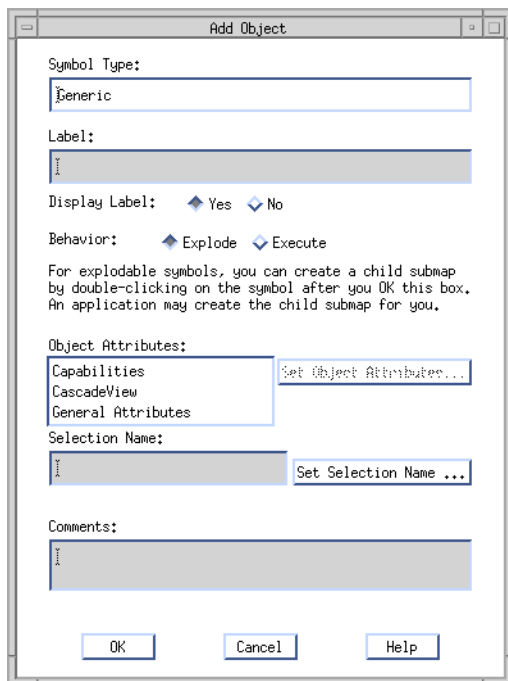 Add Object
Symbol Type:
Generic
Label:
Display Label: Yes No
Behavior: Explode Execute
For explodable symbols, you can create a child submap
by double-clicking on the symbol after you OK this box.
An application may create the child submap for you.
Object Attributes:
Capabilities Set Object Attributes...
CascadeView
General Attributes
Selection Name:
Set Selection Name ...
Comments:
OK Cancel Help